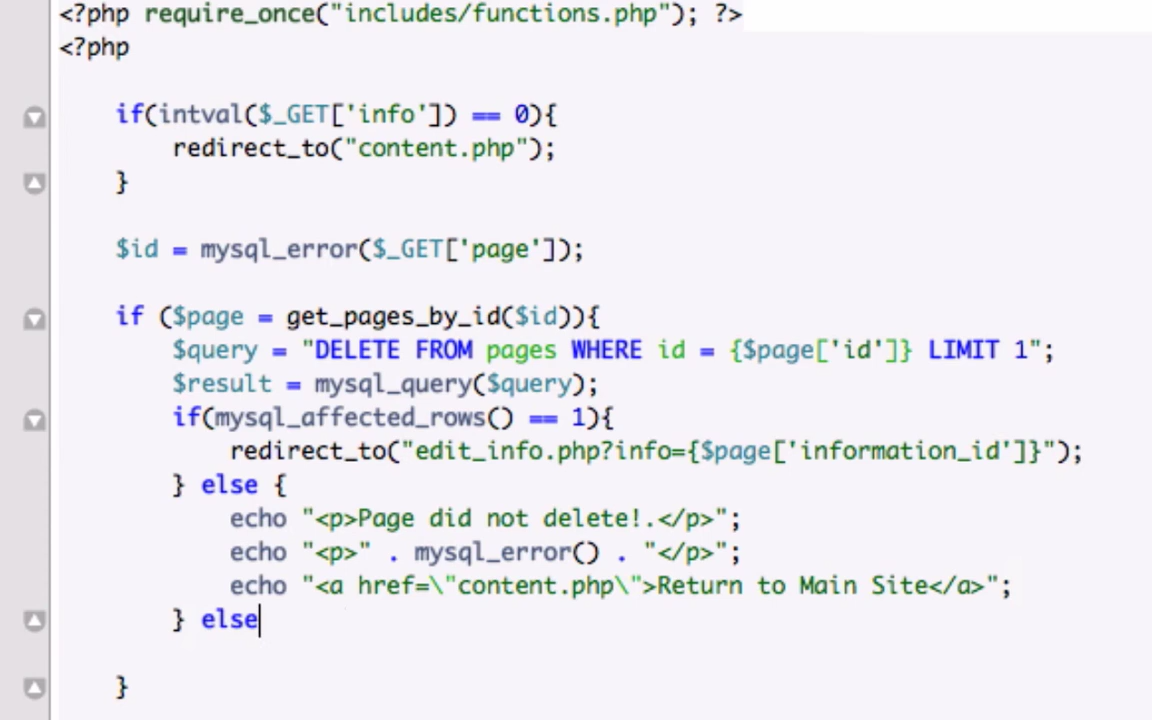 <?php require_once("includes/functions.php"); ?>
<?php
if(intval($_GET['info']) == 0){
redirect_to("content.php");
}
$id = mysql_error($_GET['page']);
if ($page = get_pages_by_id($id)){
$query = "DELETE FROM pages WHERE id = {$page['id']} LIMIT 1";
$result = mysql_query($query);
if(mysql_affected_rows() == 1){
redirect_to("edit_info.php?info={$page['information_id']}");
} else {
echo "<p>Page did not delete!.</p>";
echo "<p>" . mysql_error() . "</p>";
echo "<a href=\"content.php\">Return to Main Site</a>";
} else
}